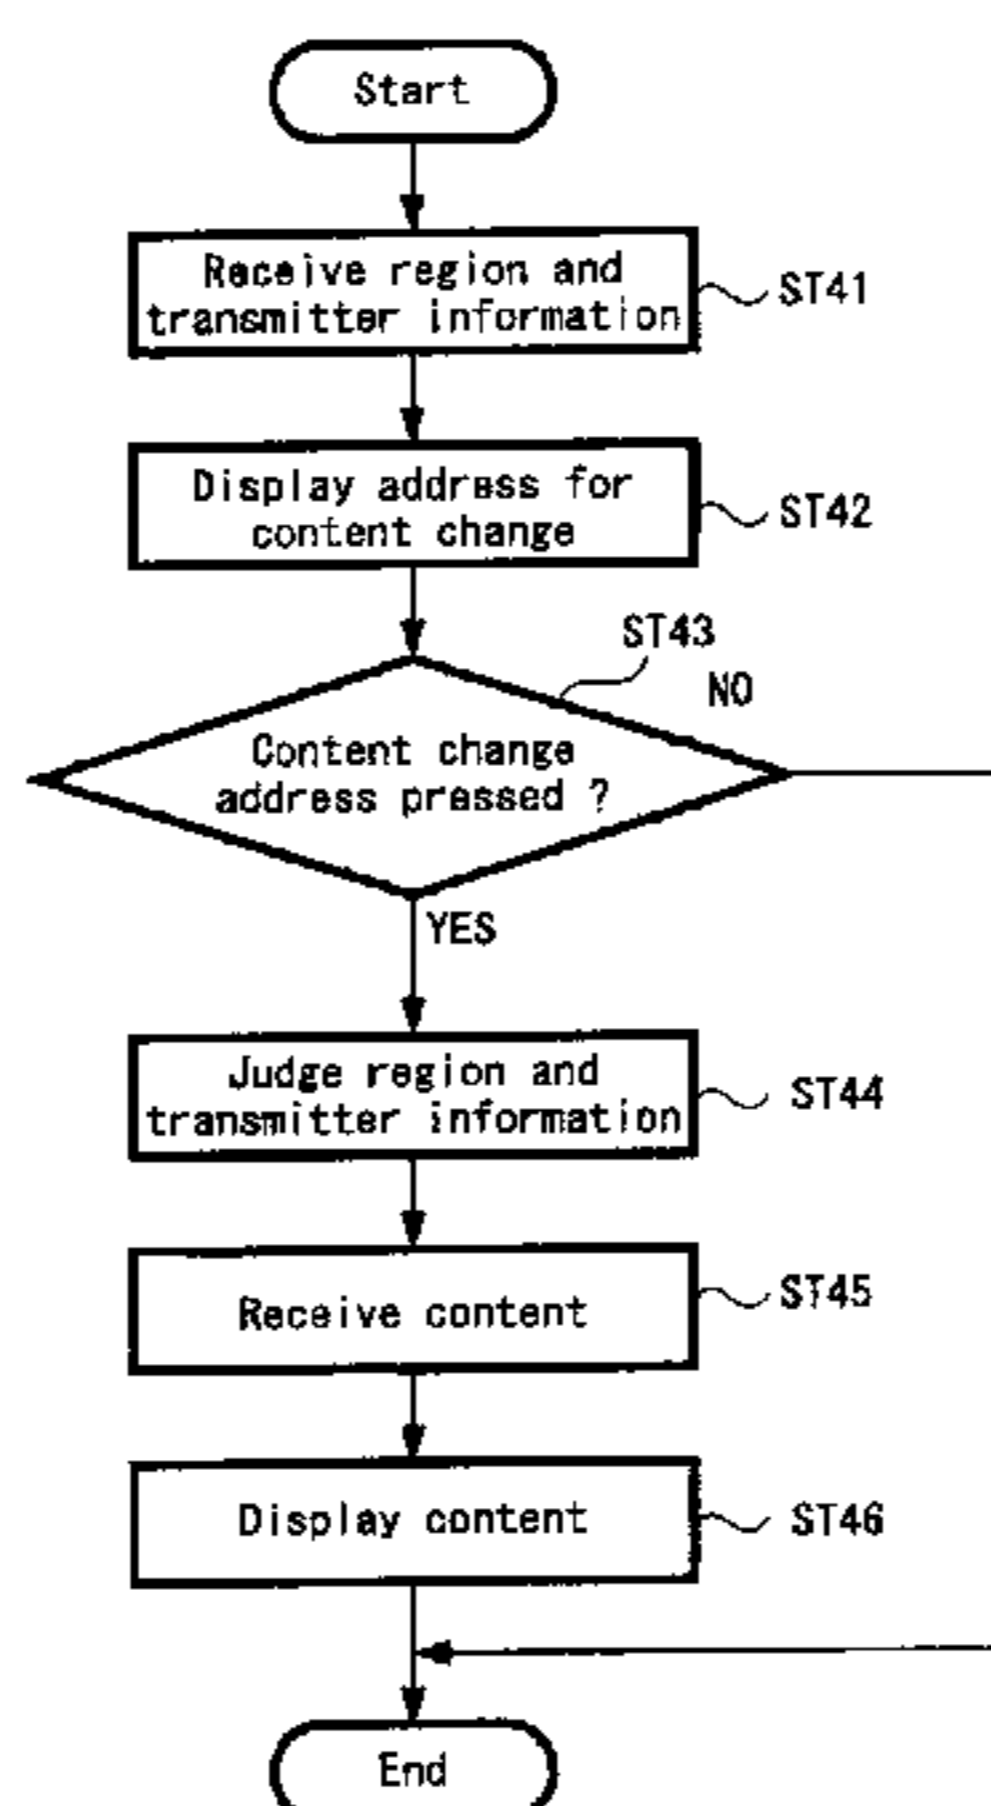 Start
Receive region and
transmitter information
ST41
Display address for
content change
ST42
ST43
NO
Content change
address pressed ?
YES
Judge region and
transmitter information
ST44
Receive content
ST45
Display content
ST46
End